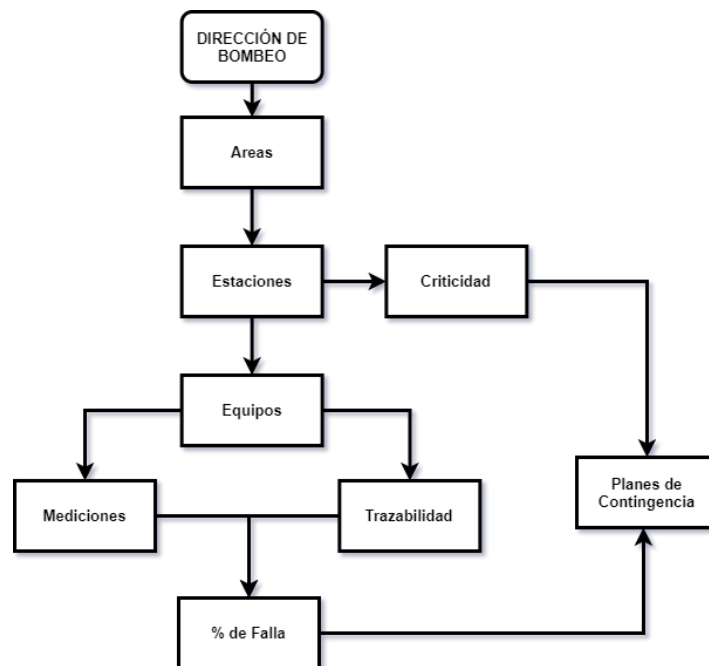 DIRECCIÓN DE
BOMBEO
Areas
Estaciones
Criticidad
Equipos
Mediciones
Trazabilidad
Planes de
Contingencia
% de Falla